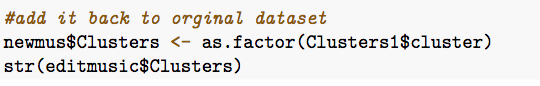 #add it back to orginal dataset
newmus$Clusters <- as.factor(Clusters1$cluster)
str(editmusic$Clusters)